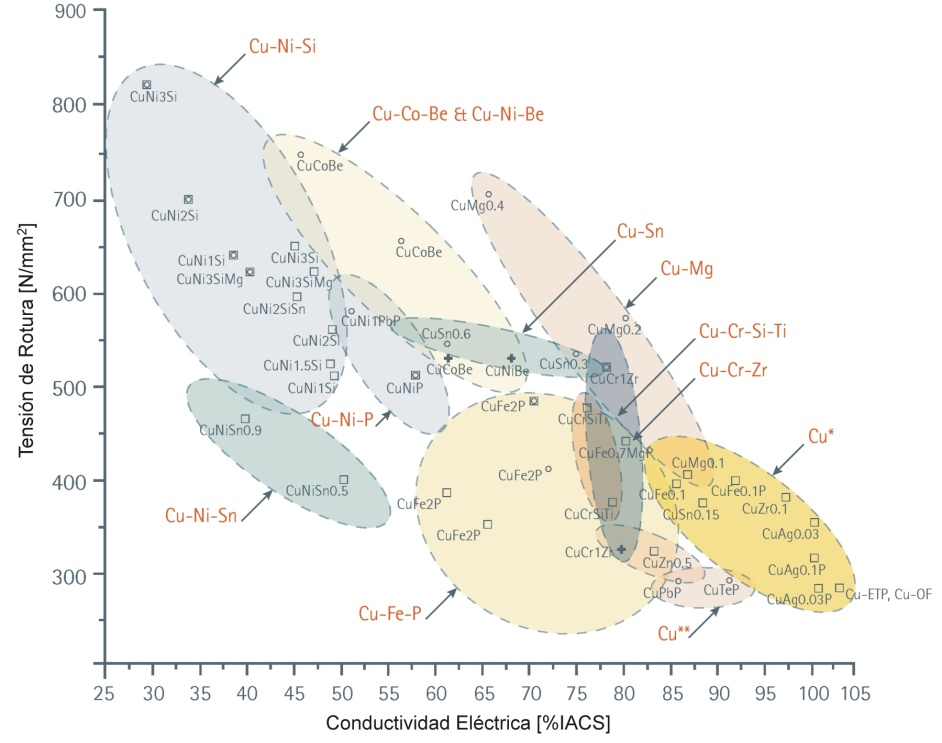 900
Cu-Ni-Si
800
CuNi3Si
Cu-Co-Be & Cu-Ni-Be
CuCoBe
700
CuNi2Si
CuMg0.4
Cu-Sn
CuCoBe
CuNi1Si
CuNi3Si
CuNi3SiMg
CuNi3SiMg
Cu-Mg
600
CuNi2SiSn
CuNi1PbP
CuMg0.2
Cu-Cr-Si-Ti
CuNi2Si
CuSn0.6
CuNi1.5Si
CuCoBe
CuNiBe
CuSn0.3
Cu-Cr-Zr
500
CuNi1Si
CuNiP
CuCr1Zr
CuFe2P
Cu-Ni-P
CuCrSiTi
CuNiSn0.9
Cu*
CuFe0.7MgP
CuMg0.1
400
CuNiSn0.5
CuFe2P
CuFe0.1
CuFe0.1P
CuFe2P
CuZr0.1
Cu-Ni-Sn
CuCrSiTi
CuSn0.15
CuFe2P
CuAg0.03
CuCr1Zr
CuZn0.5
CuAg0.1P
300
CuPbP
CuTeP
CuAg0.03P
Cu-ETP, Cu-OF
Cu-Fe-P
Cu**
Tensión de Rotura [N/mm²]
25 30 35 40 45 50 55 60 65 70 75 80 85 90 95 100 105
Conductividad Eléctrica [%IACS]